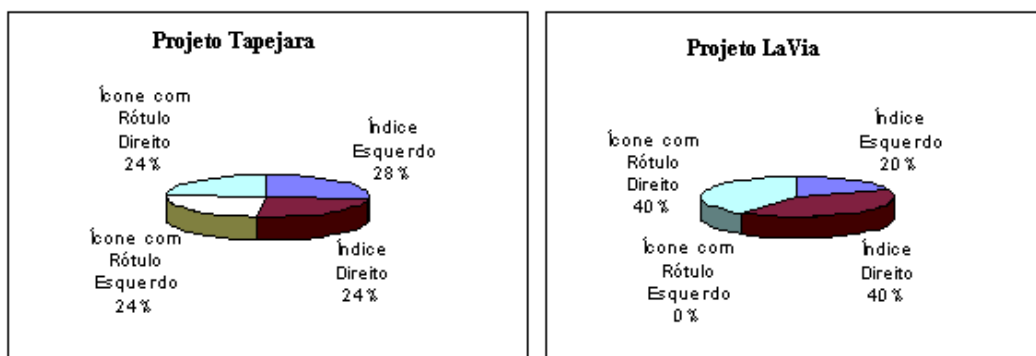 Projeto Tapejara
Ícone com
Rótulo
Direito
24%
Índice
Esquerdo
28%
Ícone com
Rótulo
Esquerdo
24%
Índice
Direito
24%
Projeto LaVia
Ícone com
Rótulo
Direito
40%
Índice
Esquerdo
20%
Ícone com
Rótulo
Esquerdo
0%
Índice
Direito
40%